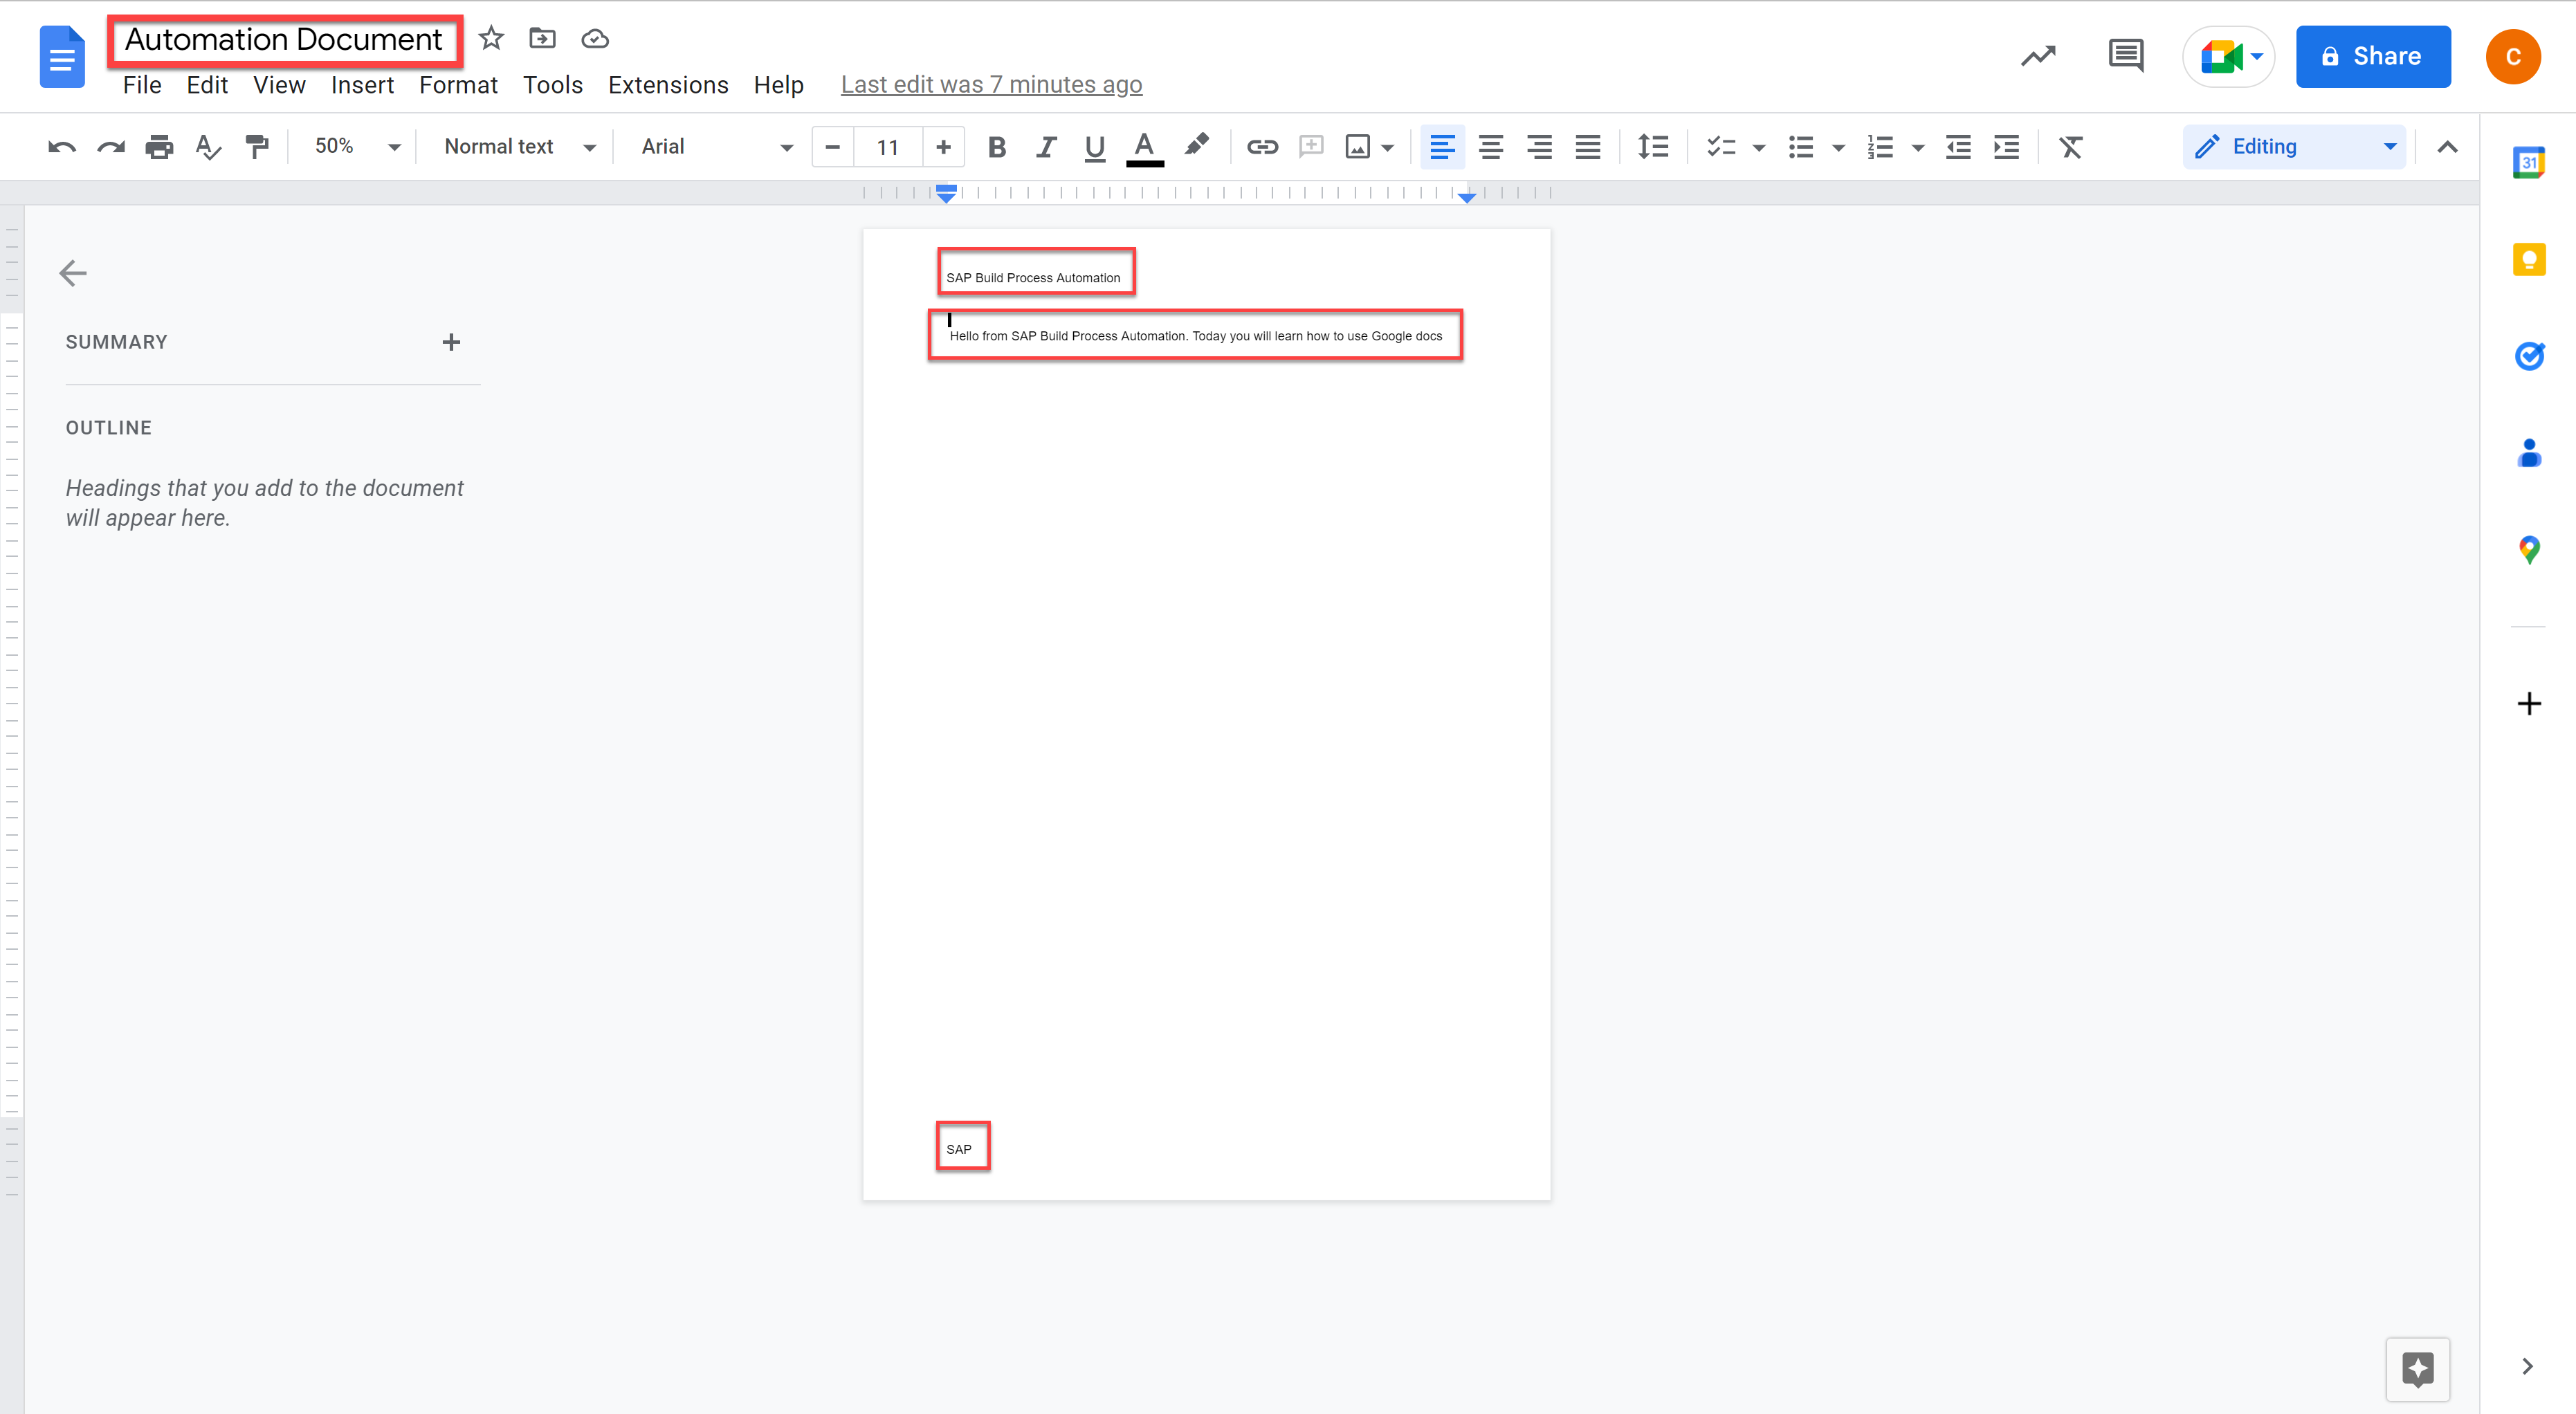 Automation Document
File Edit View Insert Format Tools Extensions Help Last edit was 7 minutes ago
Share
C
50% Normal text Arial 11 B I U A Editing
31
SAP Build Process Automation
Hello from SAP Build Process Automation. Today you will learn how to use Google docs
SUMMARY
OUTLINE
Headings that you add to the document
will appear here.
SAP